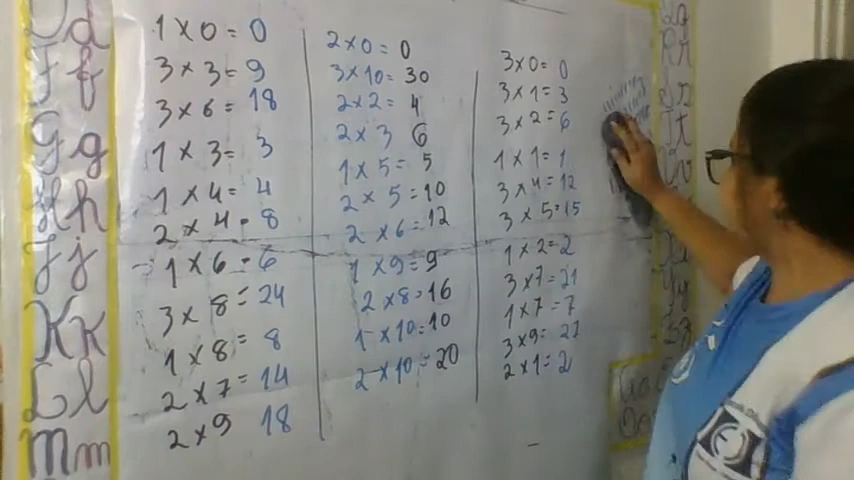 D d
F f
G g
H h
J j
K k
L l
M m
1 × 0 = 0
3 × 3 = 9
3 × 6 = 18
1 × 3 = 3
1 × 4 = 4
2 × 4 = 8
1 × 6 = 6
3 × 8 = 24
1 × 8 = 8
2 × 7 = 14
2 × 9 18
2 × 0 = 0
3 × 10 = 30
2 × 2 = 4
2 × 3 6
1 × 5 = 5
2 × 5 = 10
2 × 6 = 12
1 × 9 = 9
2 × 8 = 16
1 × 10 = 10
2 × 10 = 20
3 × 0 = 0
3 × 1 = 3
3 × 2 = 6
1 × 1 = 1
3 × 4 = 12
3 × 5 = 15
1 × 2 = 2
3 × 7 = 21
1 × 7 = 7
3 × 9 = 27
2 × 1 = 2